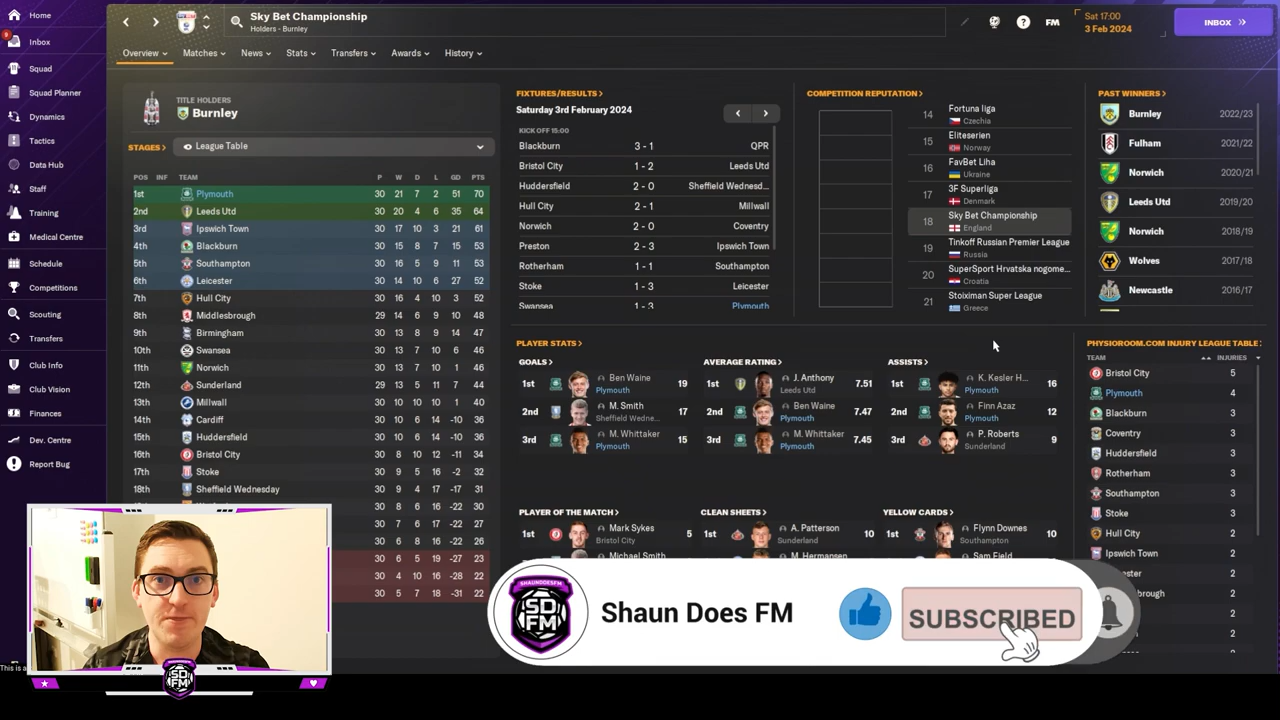 Home
Sky Bet Championship
Holders - Burnley
Sat 17:00
3 Feb 2024
FM
INBOX
9
Inbox
Overview
Matches
News
Stats
Transfers
Awards
History
Squad
Squad Planner
Dynamics
Tactics
Data Hub
Staff
Training
Medical Centre
Schedule
Competitions
Scouting
Transfers
Club Info
Club Vision
Finances
Dev. Centre
Report Bug
TITLE HOLDERS
Burnley
STAGES >
League Table
POS INF TEAM P W D L GD PTS
1st Plymouth 30 21 7 2 51 70
2nd Leeds Utd 30 20 4 6 35 64
3rd Ipswich Town 30 17 10 3 21 61
4th Blackburn 30 15 8 7 15 53
5th Southampton 30 16 5 9 11 53
6th Leicester 30 14 10 6 27 52
7th Hull City 30 16 4 10 3 52
8th Middlesbrough 29 14 6 9 10 48
9th Birmingham 30 13 8 9 14 47
10th Swansea 30 13 7 10 6 46
11th Norwich 30 13 7 10 1 46
12th Sunderland 29 13 5 11 7 44
13th Millwall 30 10 10 10 1 40
14th Cardiff 30 10 6 14 -10 36
15th Huddersfield 30 10 6 14 -10 36
16th Bristol City 30 8 10 12 -11 34
17th Stoke 30 9 5 16 -2 32
18th Sheffield Wednesday 30 9 4 17 -17 31
30 8 6 16 -22 30
30 6 7 17 -22 27
30 8 6 16 -22 26
30 6 5 19 -27 23
30 4 10 16 -28 22
30 5 7 18 -31 22
FIXTURES/RESULTS >
Saturday 3rd February 2024
KICK OFF 15:00
Blackburn 3 - 1 QPR
Bristol City 1 - 2 Leeds Utd
Huddersfield 2 - 0 Sheffield Wednesd...
Hull City 2 - 1 Millwall
Norwich 2 - 0 Coventry
Preston 2 - 3 Ipswich Town
Rotherham 1 - 1 Southampton
Stoke 1 - 3 Leicester
Swansea 1 - 3 Plymouth
COMPETITION REPUTATION >
14 Fortuna liga
Czechia
15 Eliteserien
Norway
16 FavBet Liha
Ukraine
17 3F Superliga
Denmark
18 Sky Bet Championship
England
19 Tinkoff Russian Premier League
Russia
20 SuperSport Hrvatska nogome...
Croatia
21 Stoiximan Super League
Greece
PAST WINNERS >
Burnley 2022/23
Fulham 2021/22
Norwich 2020/21
Leeds Utd 2019/20
Norwich 2018/19
Wolves 2017/18
Newcastle 2016/17
PLAYER STATS >
GOALS >
1st Ben Waine 19
Plymouth
2nd M. Smith 17
Sheffield Wedne...
3rd M. Whittaker 15
Plymouth
AVERAGE RATING >
1st J. Anthony 7.51
Leeds Utd
2nd Ben Waine 7.47
Plymouth
3rd M. Whittaker 7.45
Plymouth
ASSISTS >
1st K. Kesler H... 16
Plymouth
2nd Finn Azaz 12
Plymouth
3rd P. Roberts 9
Sunderland
PLAYER OF THE MATCH >
1st Mark Sykes 5
Bristol City
Michael Smith
CLEAN SHEETS >
1st A. Patterson 10
Sunderland
M. Hermansen
YELLOW CARDS >
1st Flynn Downes 10
Southampton
Sam Field
PHYSIOROOM.COM INJURY LEAGUE TABLE
TEAM INJURIES
Bristol City 5
Plymouth 4
Blackburn 3
Coventry 3
Huddersfield 3
Rotherham 3
Southampton 3
Stoke 3
Hull City 2
Ipswich Town 2
2
2
2
2
SHAUNDOESFM
SD
FM
Shaun Does FM
SUBSCRIBED
This is a
SD
FM